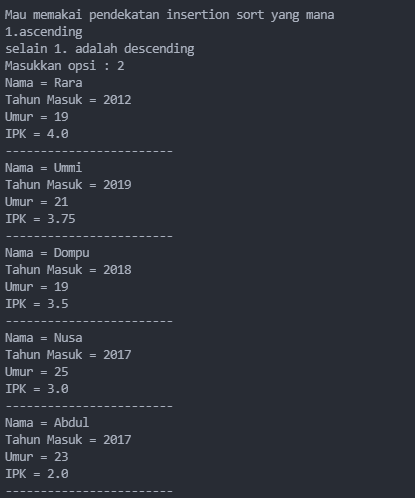 Mau memakai pendekatan insertion sort yang mana
1.ascending
selain 1. adalah descending
Masukkan opsi : 2
Nama = Rara
Tahun Masuk = 2012
Umur = 19
IPK = 4.0
------------------------
Nama = Ummi
Tahun Masuk = 2019
Umur = 21
IPK = 3.75
------------------------
Nama = Dompu
Tahun Masuk = 2018
Umur = 19
IPK = 3.5
------------------------
Nama = Nusa
Tahun Masuk = 2017
Umur = 25
IPK = 3.0
------------------------
Nama = Abdul
Tahun Masuk = 2017
Umur = 23
IPK = 2.0
------------------------